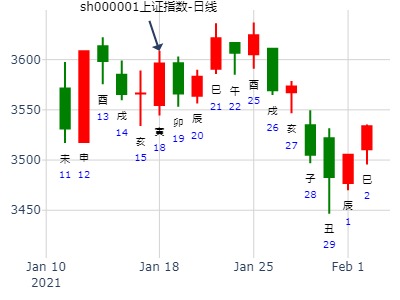 sh000001上证指数-日线
3600
3550
3500
3450
未
11
申
12
酉
13
戌
14
亥
15
寅
18
卯
19
辰
20
巳
21
午
22
酉
25
戌
26
亥
27
子
28
丑
29
辰
1
巳
2
Jan 10
2021
Jan 18
Jan 25
Feb 1